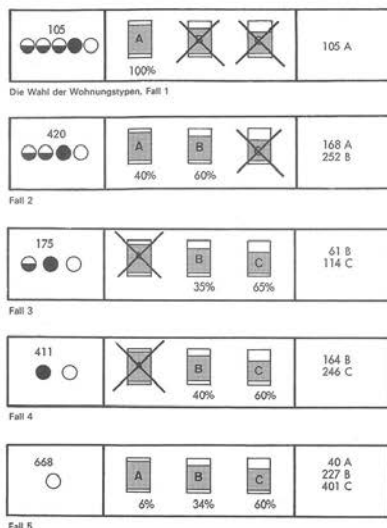 105
A
100%
105 A
Die Wahl der Wohnungstypen, Fall 1
420
A B
40% 60%
168 A
252 B
Fall 2
175
B C
35% 65%
61 B
114 C
Fall 3
411
B C
40% 60%
164 B
246 C
Fall 4
668
A B C
6% 34% 60%
40 A
227 B
401 C
Fall 5